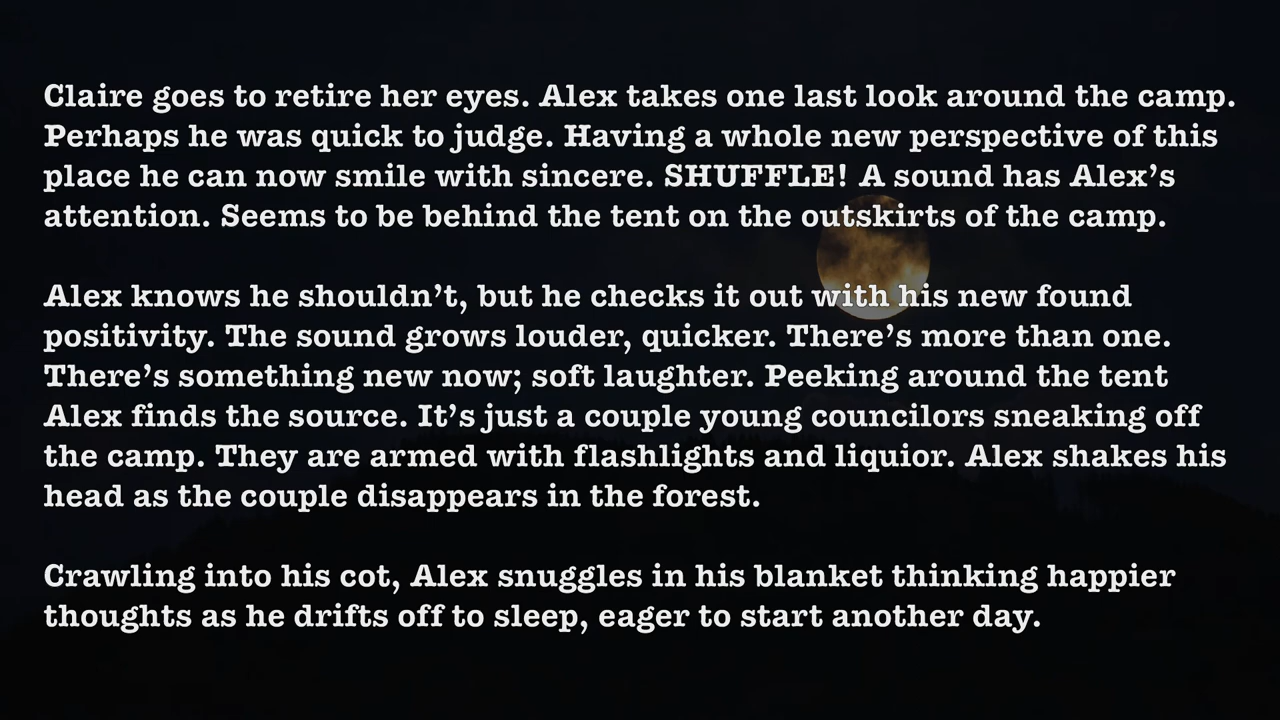 Claire goes to retire her eyes. Alex takes one last look around the camp.
Perhaps he was quick to judge. Having a whole new perspective of this
place he can now smile with sincere. SHUFFLE! A sound has Alex’s
attention. Seems to be behind the tent on the outskirts of the camp.
Alex knows he shouldn’t, but he checks it out with his new found
positivity. The sound grows louder, quicker. There’s more than one.
There’s something new now; soft laughter. Peeking around the tent
Alex finds the source. It’s just a couple young councilors sneaking off
the camp. They are armed with flashlights and liquior. Alex shakes his
head as the couple disappears in the forest.
Crawling into his cot, Alex snuggles in his blanket thinking happier
thoughts as he drifts off to sleep, eager to start another day.